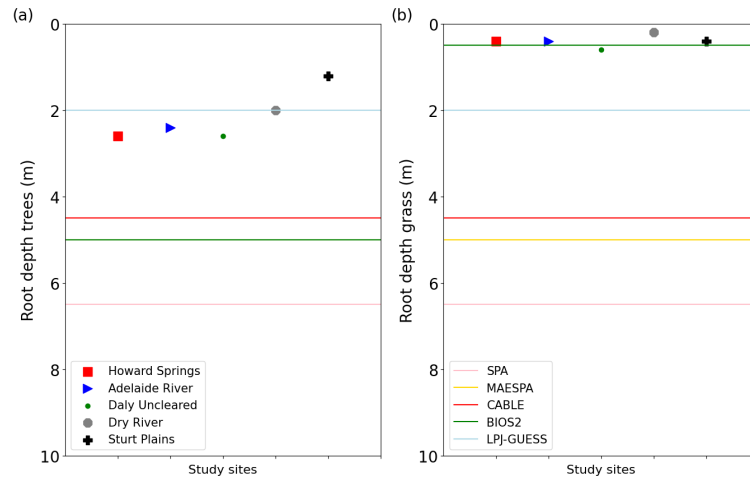 (a)
0
2
4
6
8
10
Root depth trees (m)
Howard Springs
Adelaide River
Daly Uncleared
Dry River
Sturt Plains
Study sites
(b)
0
2
4
6
8
10
Root depth grass (m)
SPA
MAESPA
CABLE
BIOS2
LPJ-GUESS
Study sites